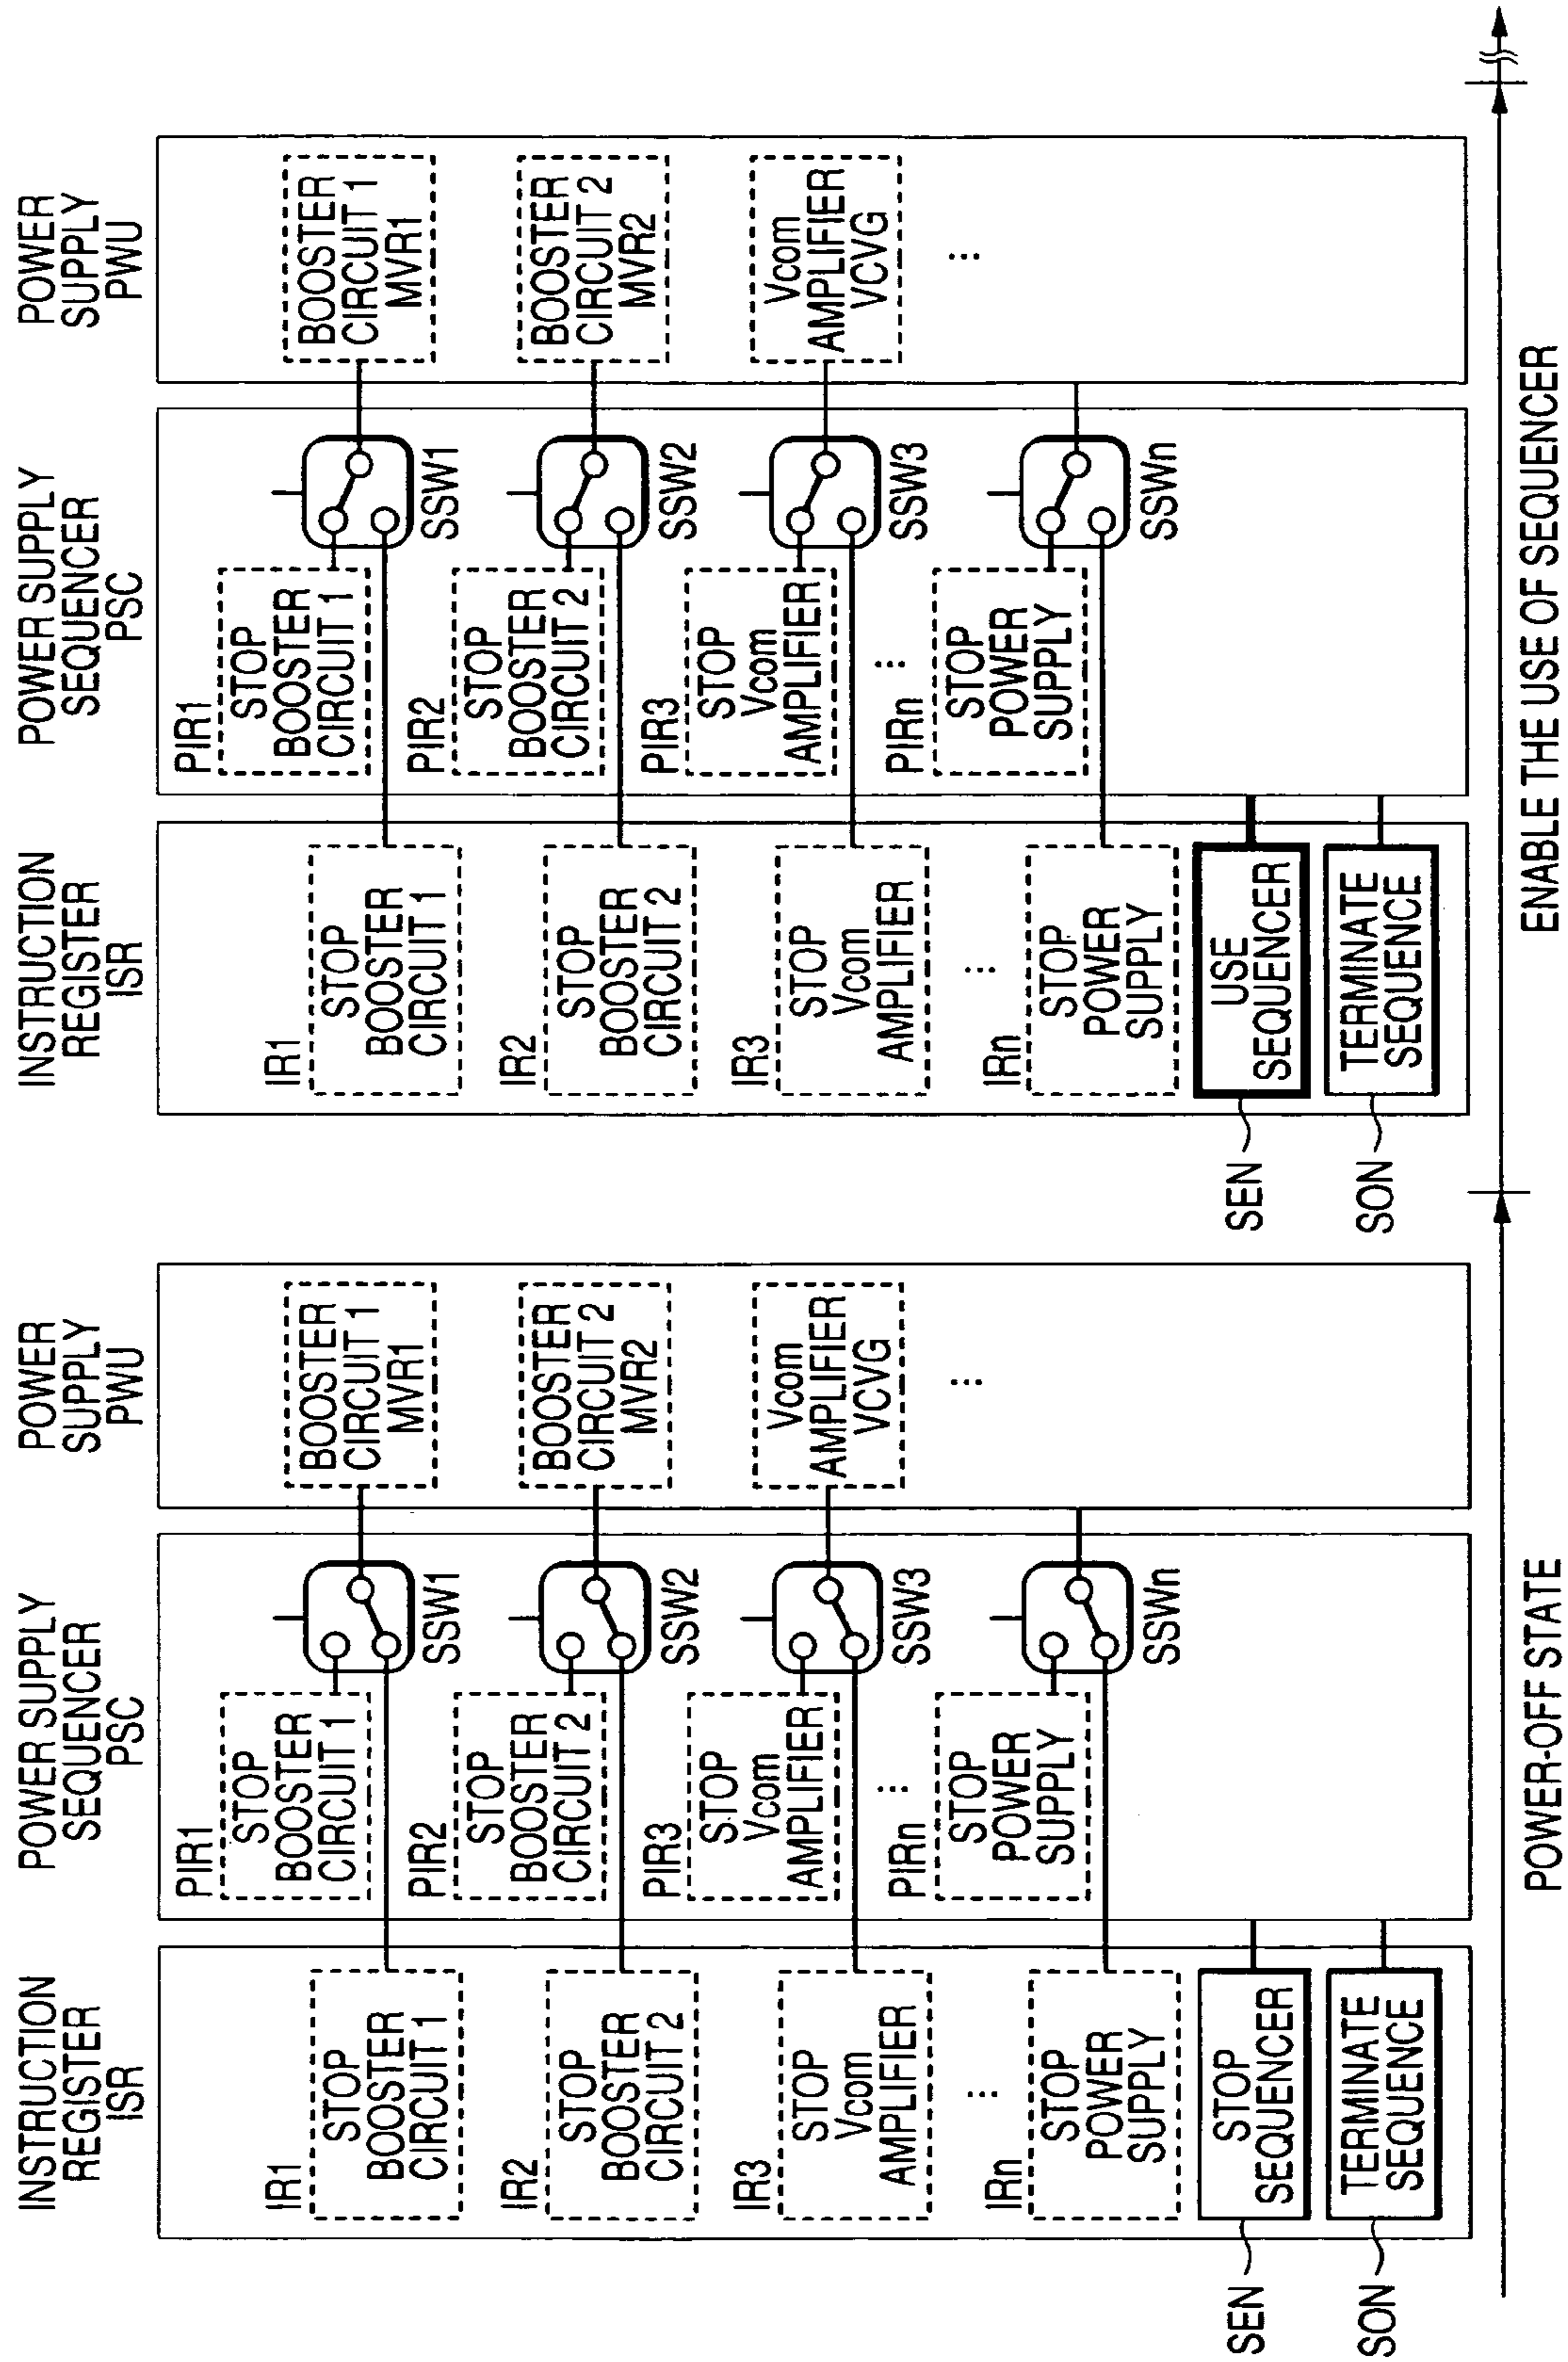 INSTRUCTION
REGISTER
ISR
IR1
STOP
BOOSTER
CIRCUIT 1
IR2
STOP
BOOSTER
CIRCUIT 2
IR3
STOP
Vcom
AMPLIFIER
...
IRn
STOP
POWER
SUPPLY
SEN
STOP
SEQUENCER
SON
TERMINATE
SEQUENCE
POWER SUPPLY
SEQUENCER
PSC
PIR1
STOP
BOOSTER
CIRCUIT 1
SSW1
PIR2
STOP
BOOSTER
CIRCUIT 2
SSW2
PIR3
STOP
Vcom
AMPLIFIER
SSW3
...
PIRn
STOP
POWER
SUPPLY
SSWn
POWER
SUPPLY
PWU
BOOSTER
CIRCUIT 1
MVR1
BOOSTER
CIRCUIT 2
MVR2
Vcom
AMPLIFIER
VCVG
...
POWER-OFF STATE
INSTRUCTION
REGISTER
ISR
IR1
STOP
BOOSTER
CIRCUIT 1
IR2
STOP
BOOSTER
CIRCUIT 2
IR3
STOP
Vcom
AMPLIFIER
...
IRn
STOP
POWER
SUPPLY
SEN
USE
SEQUENCER
SON
TERMINATE
SEQUENCE
POWER SUPPLY
SEQUENCER
PSC
PIR1
STOP
BOOSTER
CIRCUIT 1
SSW1
PIR2
STOP
BOOSTER
CIRCUIT 2
SSW2
PIR3
STOP
Vcom
AMPLIFIER
SSW3
...
PIRn
STOP
POWER
SUPPLY
SSWn
POWER
SUPPLY
PWU
BOOSTER
CIRCUIT 1
MVR1
BOOSTER
CIRCUIT 2
MVR2
Vcom
AMPLIFIER
VCVG
...
ENABLE THE USE OF SEQUENCER